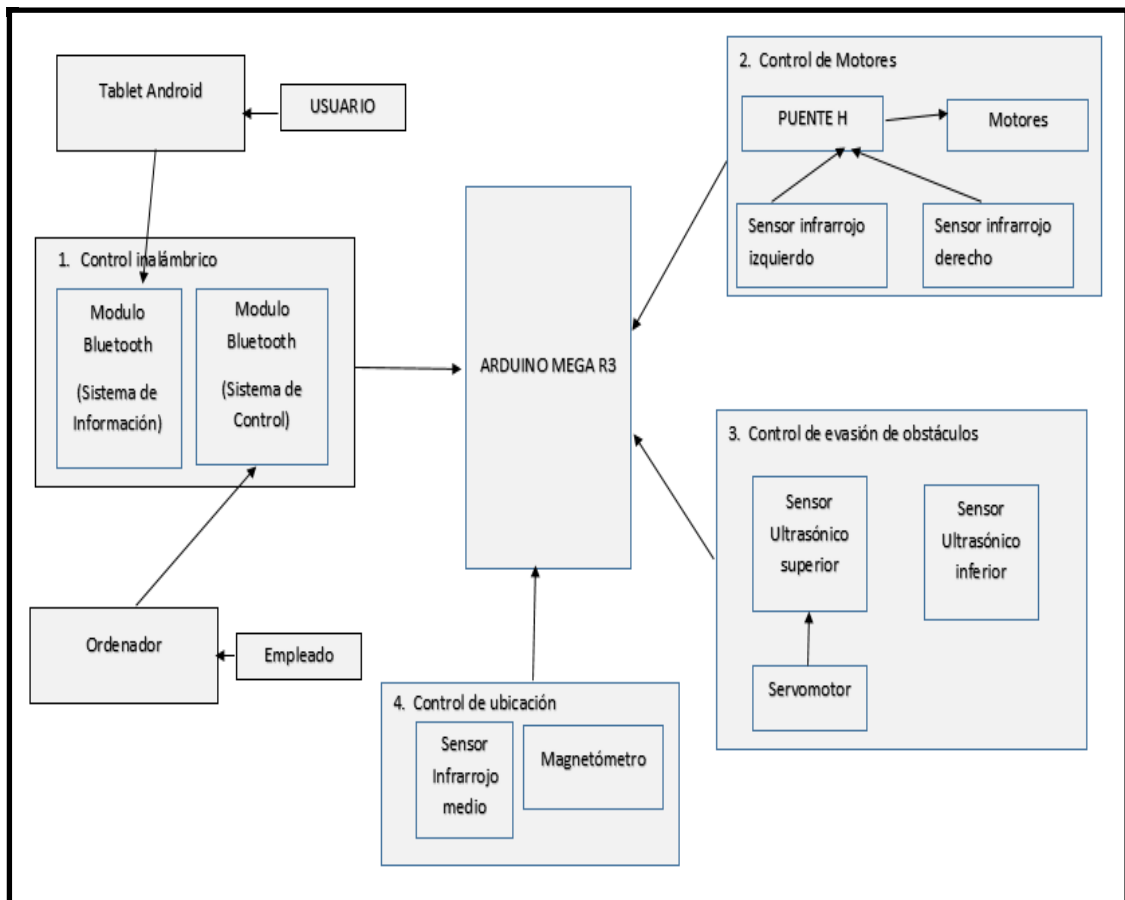 Tablet Android
USUARIO
1. Control inalámbrico
Modulo
Bluetooth
(Sistema de
Información)
Modulo
Bluetooth
(Sistema de
Control)
Ordenador
Empleado
ARDUINO MEGA R3
2. Control de Motores
PUENTE H
Motores
Sensor infrarrojo
izquierdo
Sensor infrarrojo
derecho
3. Control de evasión de obstáculos
Sensor
Ultrasónico
superior
Sensor
Ultrasónico
inferior
Servomotor
4. Control de ubicación
Sensor
Infrarrojo
medio
Magnetómetro